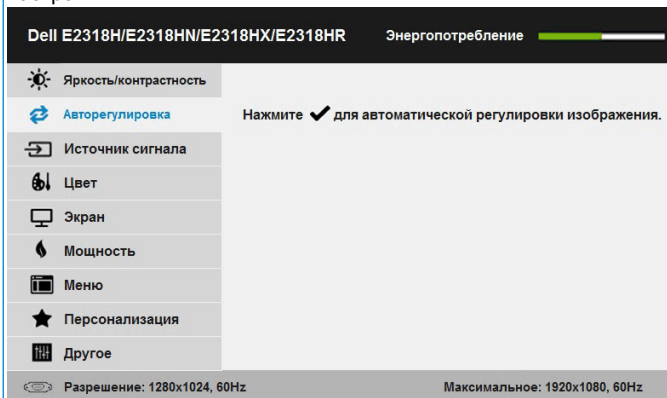 Dell E2318H/E2318HN/E2318HX/E2318HR Энергопотребление
Яркость/контрастность
Авторегулировка
Нажмите ✓ для автоматической регулировки изображения.
Источник сигнала
Цвет
Экран
Мощность
Меню
Персонализация
Другое
Разрешение: 1280x1024, 60Hz Максимальное: 1920x1080, 60Hz